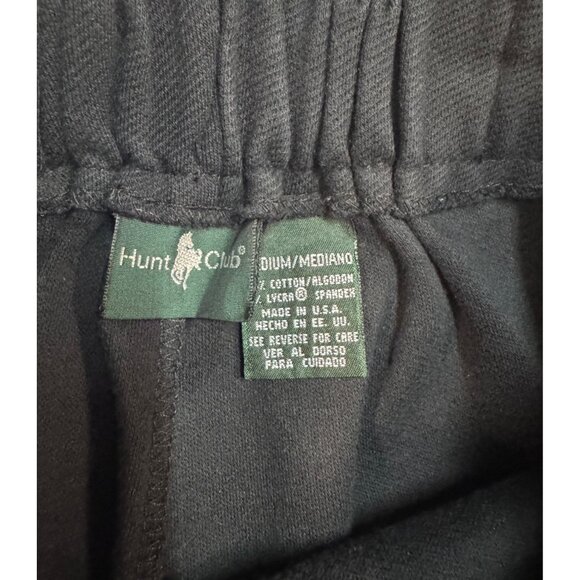 Hunt Club®
DIUM/MEDIANO
% COTTON/ALGODON
% LYCRA® SPANDEX
MADE IN U.S.A.
HECHO EN EE. UU.
SEE REVERSE FOR CARE
VER AL DORSO
PARA CUIDADO